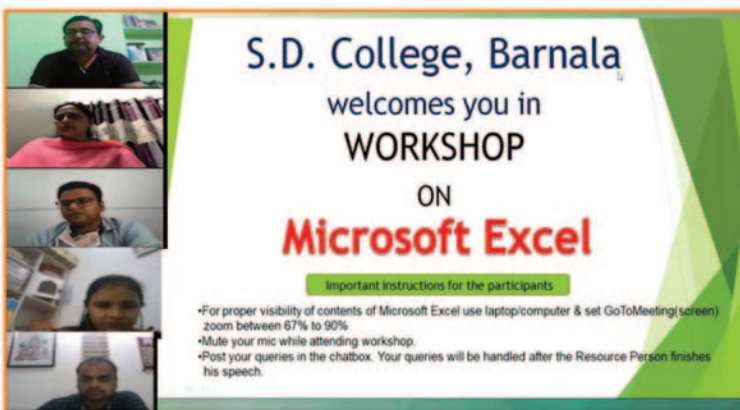 S.D. College, Barnala
welcomes you in
WORKSHOP
ON
Microsoft Excel
Important instructions for the participants
•For proper visibility of contents of Microsoft Excel use laptop/computer & set GoToMeeting(screen)
zoom between 67% to 90%
•Mute your mic while attending workshop.
•Post your queries in the chatbox. Your queries will be handled after the Resource Person finishes
his speech.